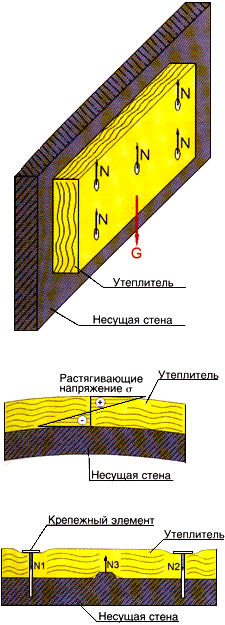 N
N
N
N
N
G
Утеплитель
Несущая стена
Растягивающие
напряжение σ
Утеплитель
+
-
Несущая стена
Крепежный элемент
Утеплитель
N1
N3
N2
Несущая стена